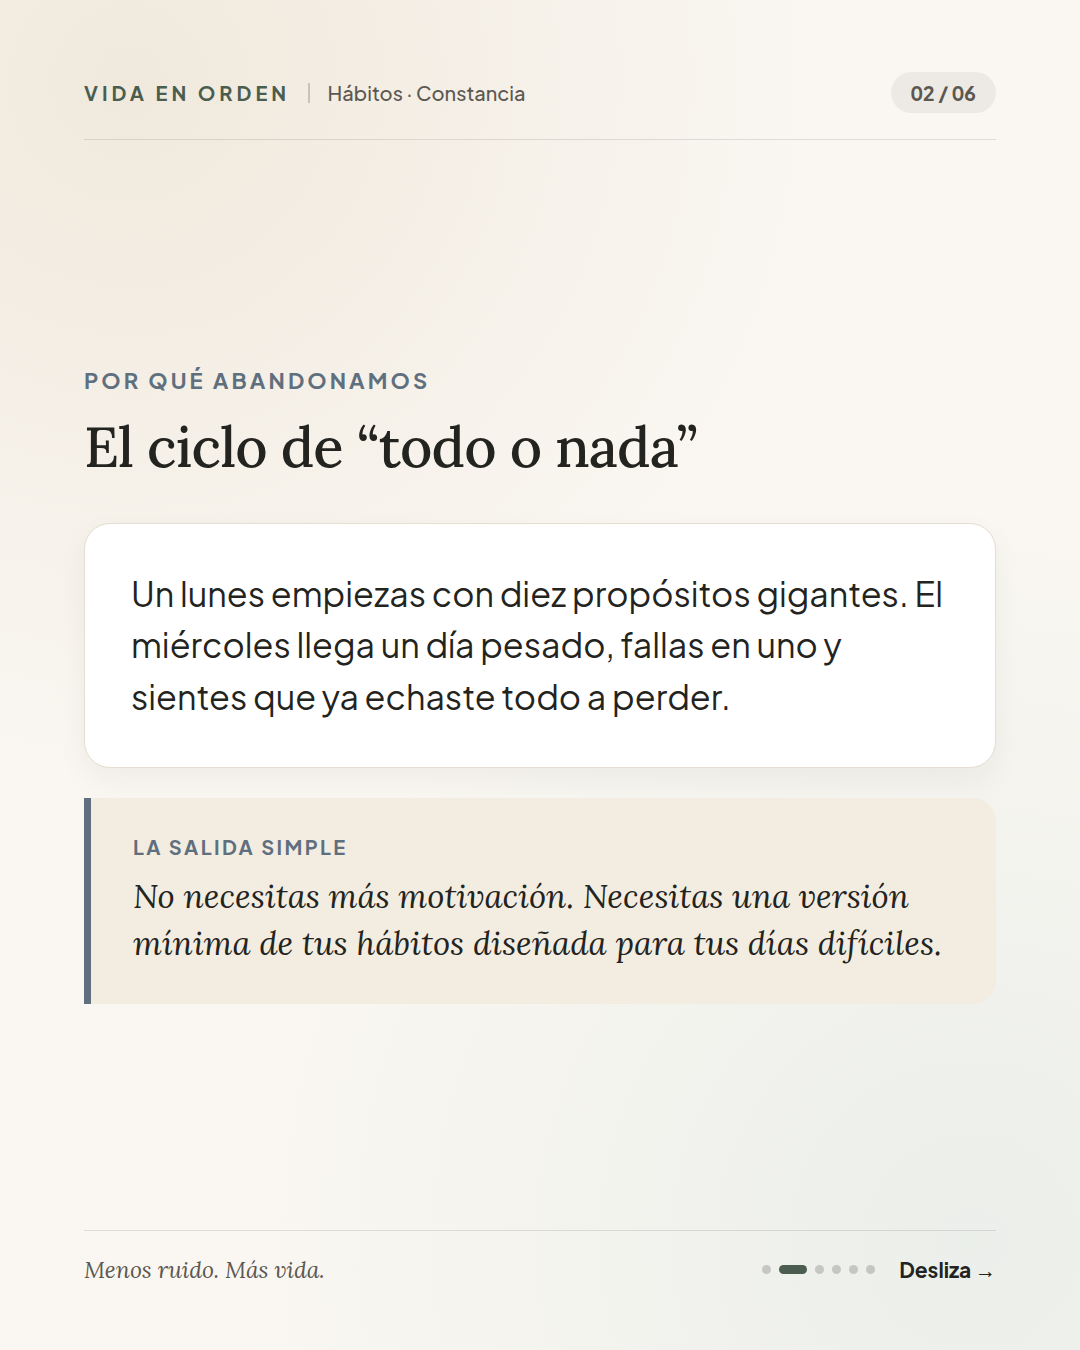 VIDA EN ORDEN | Hábitos · Constancia
02 / 06
POR QUÉ ABANDONAMOS
El ciclo de “todo o nada”
Un lunes empiezas con diez propósitos gigantes. El
miércoles llega un día pesado, fallas en uno y
sientes que ya echaste todo a perder.
LA SALIDA SIMPLE
No necesitas más motivación. Necesitas una versión
mínima de tus hábitos diseñada para tus días difíciles.
Menos ruido. Más vida.
Desliza →